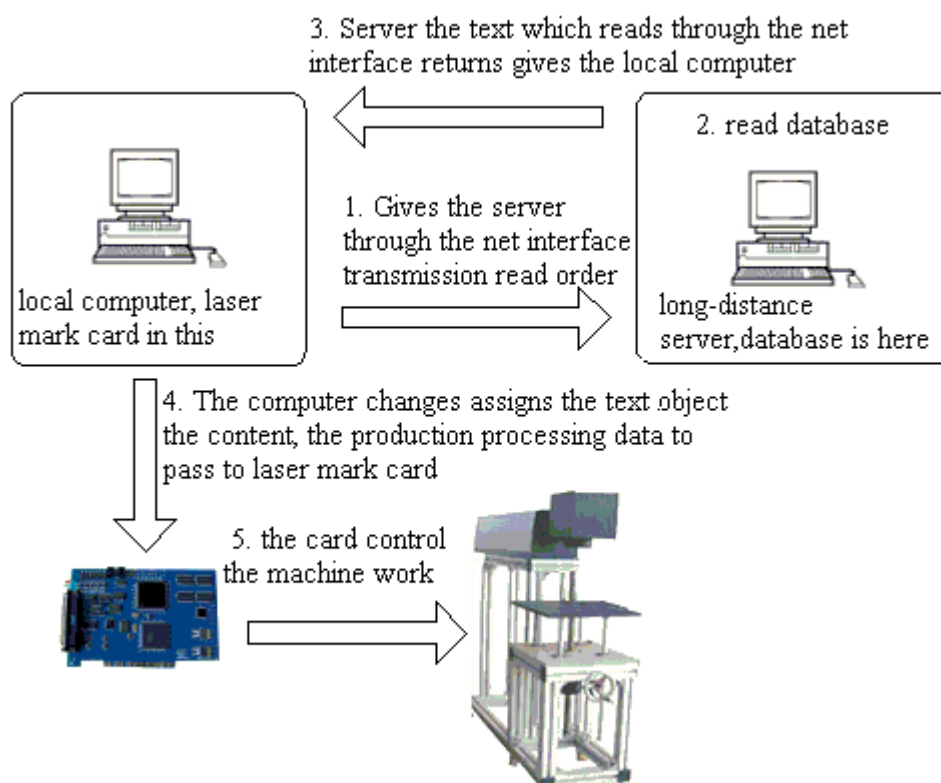 3. Server the text which reads through the net
interface returns gives the local computer
2. read database
1. Gives the server
through the net interface
transmission read order
local computer, laser
mark card in this
long-distance
server,database is here
4. The computer changes assigns the text object
the content, the production processing data to
pass to laser mark card
5. the card control
the machine work